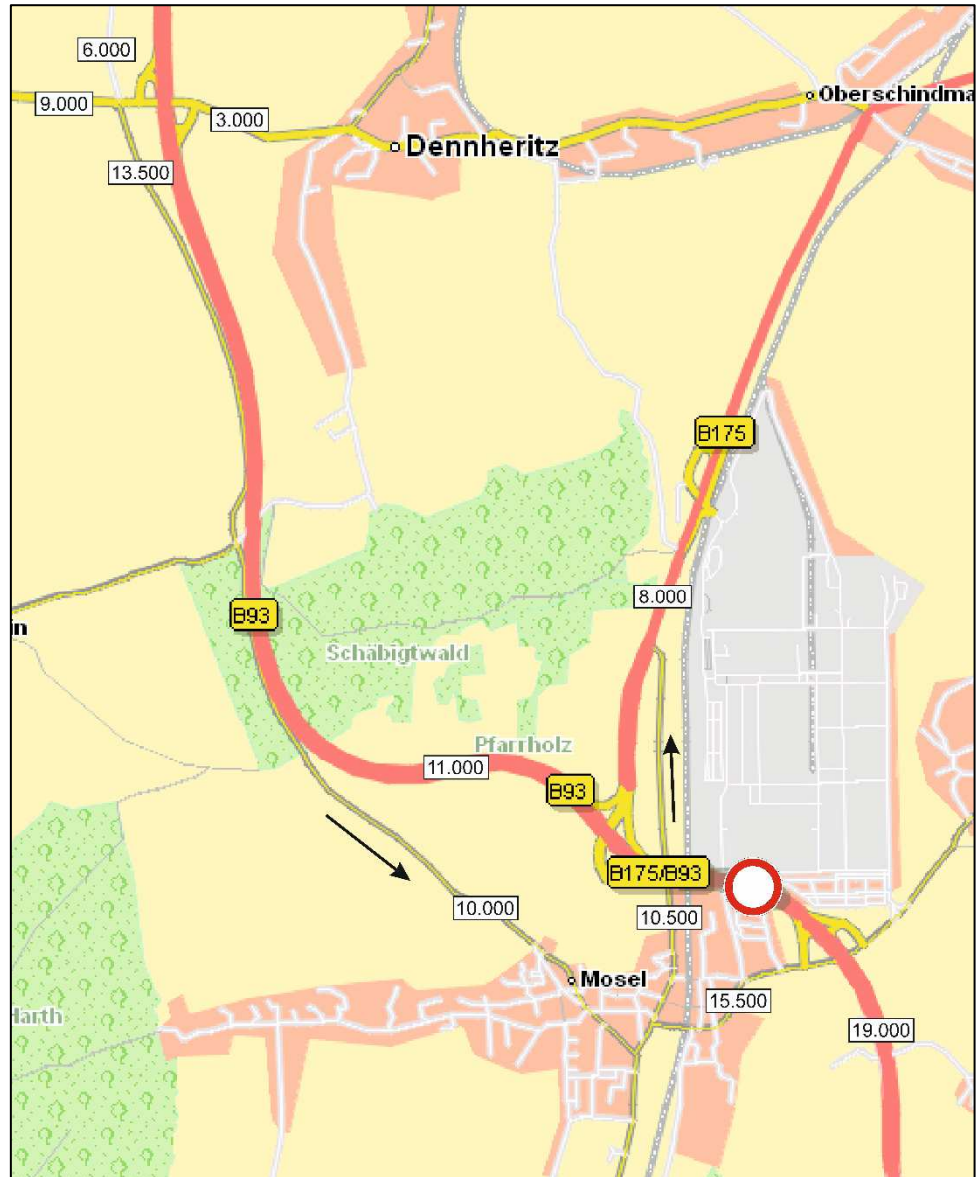 6.000
9.000
3.000
Oberschindma
Dennheritz
13.500
B175
8.000
B93
n
Schäbigtwald
Pfarrholz
11.000
B93
B175/B93
10.000
10.500
Mosel
15.500
Harth
19.000